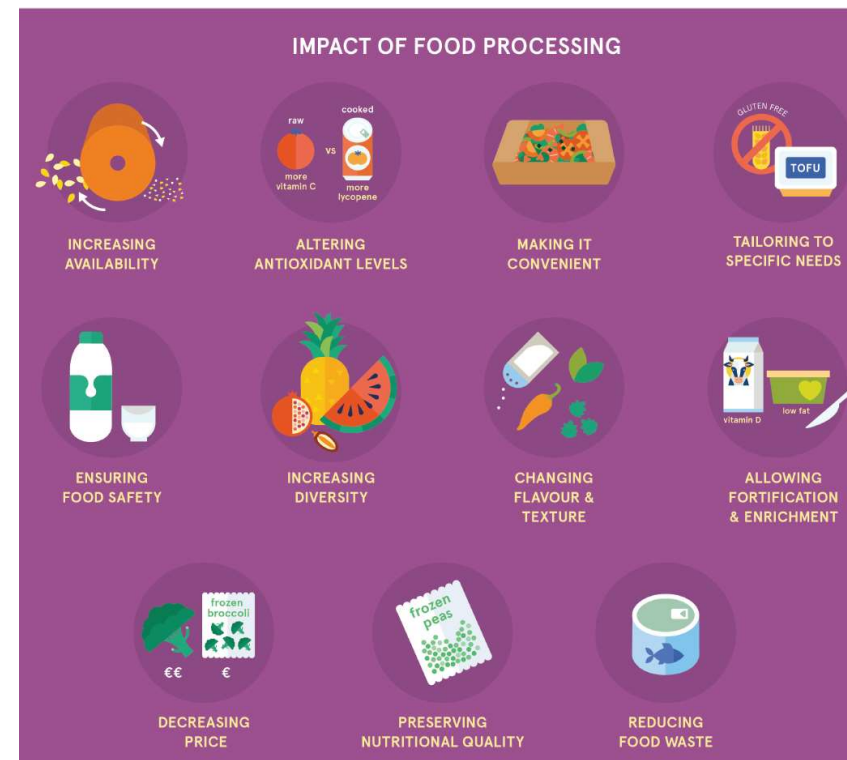 IMPACT OF FOOD PROCESSING
raw
more
vitamin C
vs
cooked
more
lycopene
GLUTEN FREE
TOFU
INCREASING
AVAILABILITY
ALTERING
ANTIOXIDANT LEVELS
MAKING IT
CONVENIENT
TAILORING TO
SPECIFIC NEEDS
vitamin D
low fat
ENSURING
FOOD SAFETY
INCREASING
DIVERSITY
CHANGING
FLAVOUR &
TEXTURE
ALLOWING
FORTIFICATION
& ENRICHMENT
frozen
broccoli
€€
€
frozen
peas
DECREASING
PRICE
PRESERVING
NUTRITIONAL QUALITY
REDUCING
FOOD WASTE